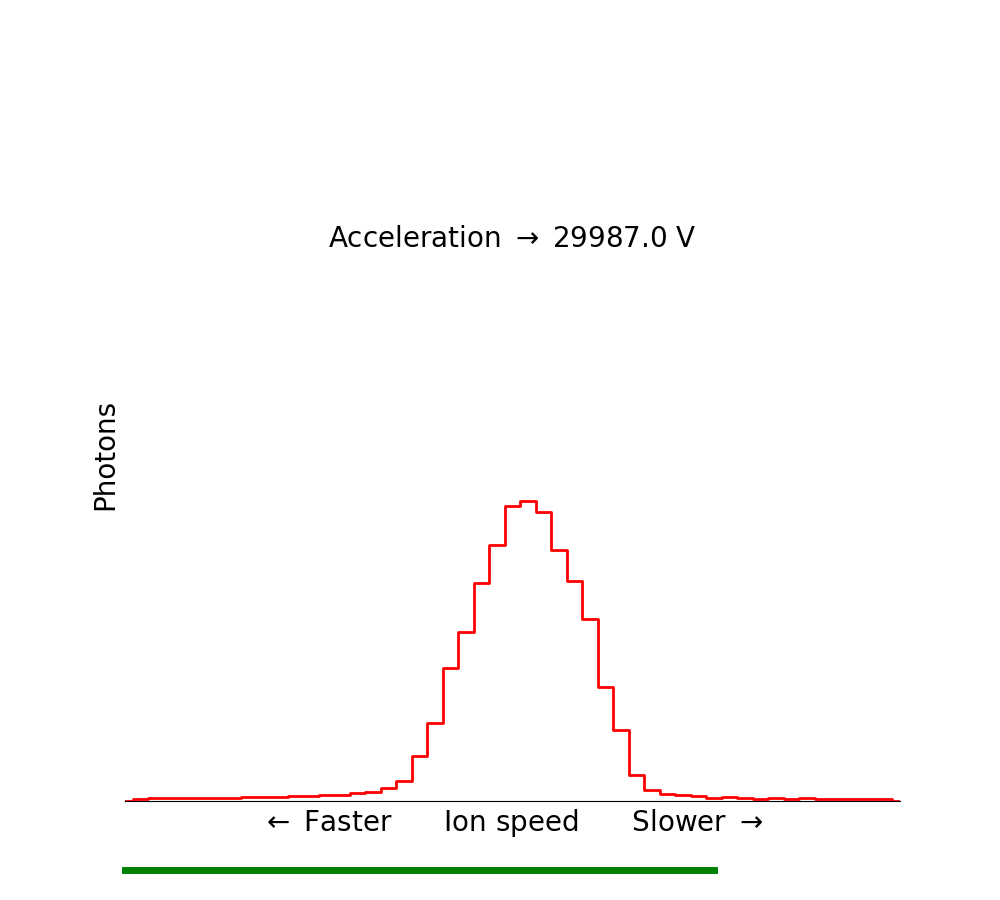 Acceleration → 29987.0 V
Photons
← Faster Ion speed Slower →